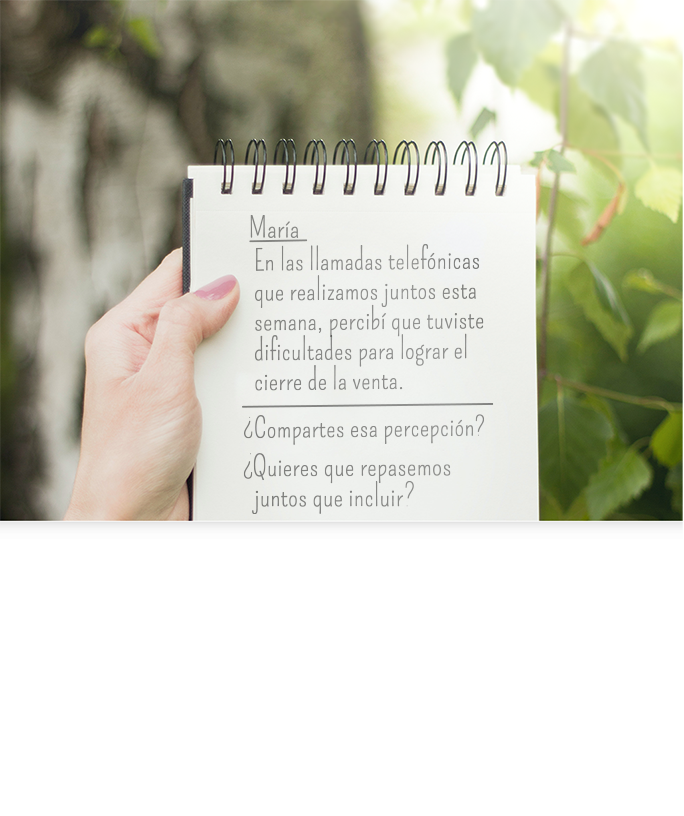 María
En las llamadas telefónicas
que realizamos juntos esta
semana, percibí que tuviste
dificultades para lograr el
cierre de la venta.
¿Compartes esa percepción?
¿Quieres que repasemos
juntos que incluir?